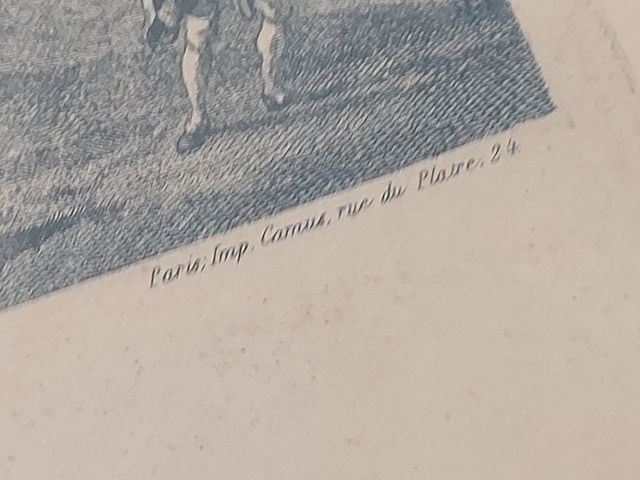 Paris; Imp. Camus, rue du Platre. 24